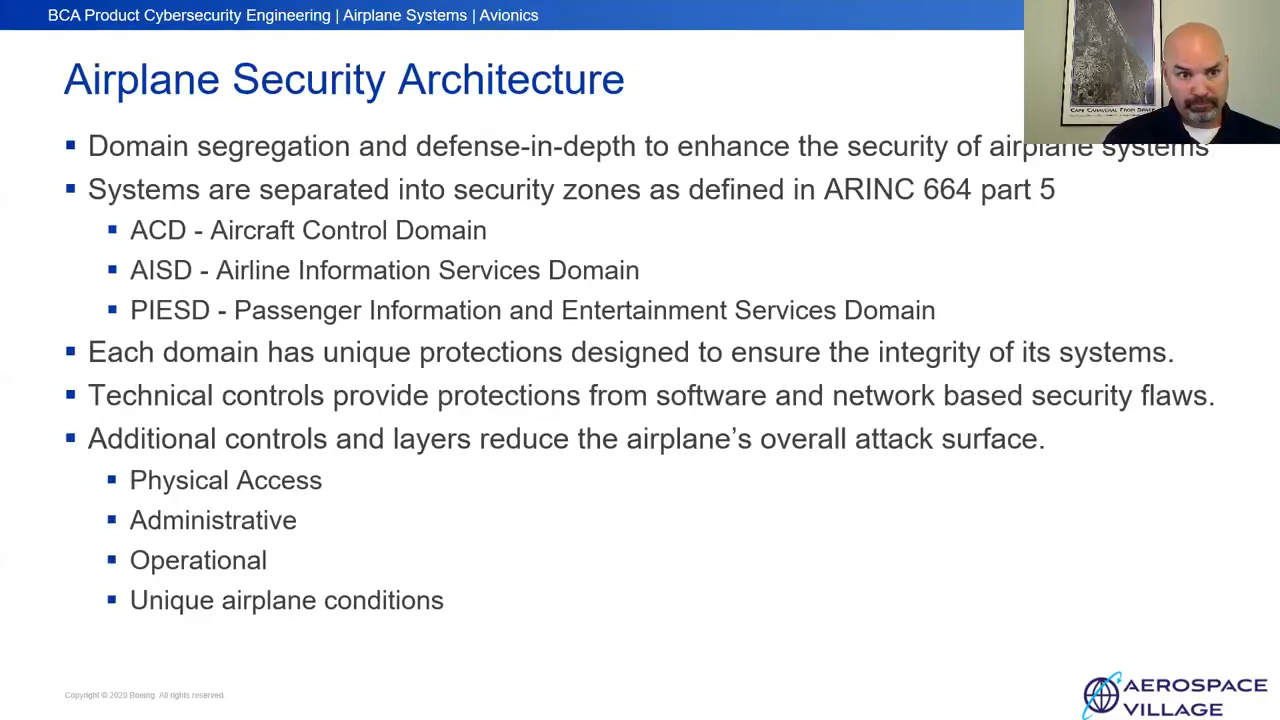 BCA Product Cybersecurity Engineering | Airplane Systems | Avionics
Airplane Security Architecture
CAPE CANAVERAL FROM SPACE
▪ Domain segregation and defense-in-depth to enhance the security of airplane systems
▪ Systems are separated into security zones as defined in ARINC 664 part 5
▪ ACD - Aircraft Control Domain
▪ AISD - Airline Information Services Domain
▪ PIESD - Passenger Information and Entertainment Services Domain
▪ Each domain has unique protections designed to ensure the integrity of its systems.
▪ Technical controls provide protections from software and network based security flaws.
▪ Additional controls and layers reduce the airplane’s overall attack surface.
▪ Physical Access
▪ Administrative
▪ Operational
▪ Unique airplane conditions
Copyright © 2020 Boeing. All rights reserved.
AEROSPACE
VILLAGE